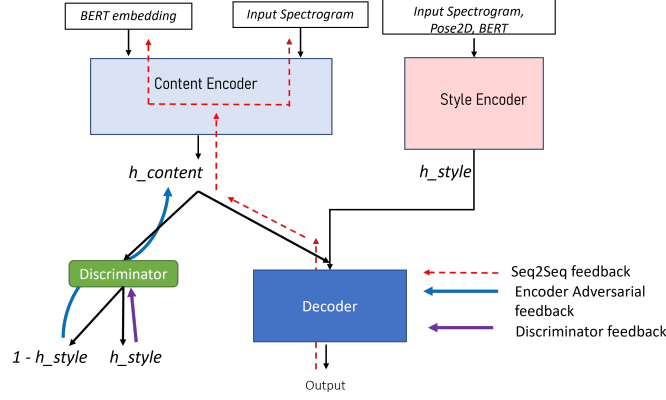 BERT embedding
Input Spectrogram
Input Spectrogram,
Pose2D, BERT
Content Encoder
Style Encoder
h_content
h_style
Discriminator
Decoder
1 - h_style
h_style
Output
Seq2Seq feedback
Encoder Adversarial
feedback
Discriminator feedback